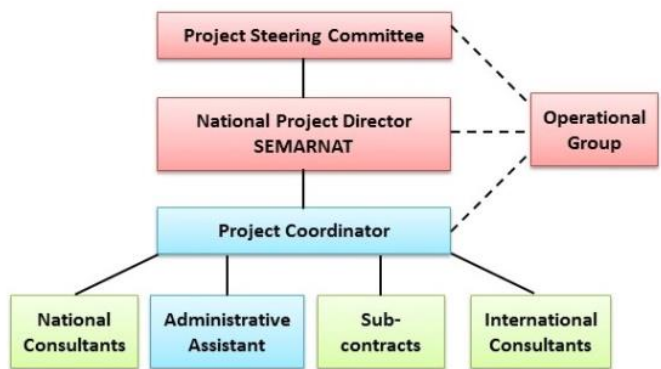 Project Steering Committee
National Project Director
SEMARNAT
Operational
Group
Project Coordinator
National
Consultants
Administrative
Assistant
Sub-
contracts
International
Consultants